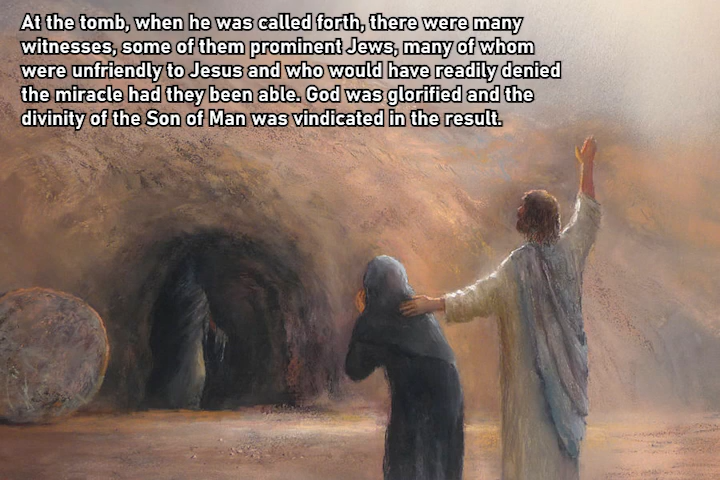 At the tomb, when he was called forth, there were many
witnesses, some of them prominent Jews, many of whom
were unfriendly to Jesus and who would have readily denied
the miracle had they been able. God was glorified and the
divinity of the Son of Man was vindicated in the result.